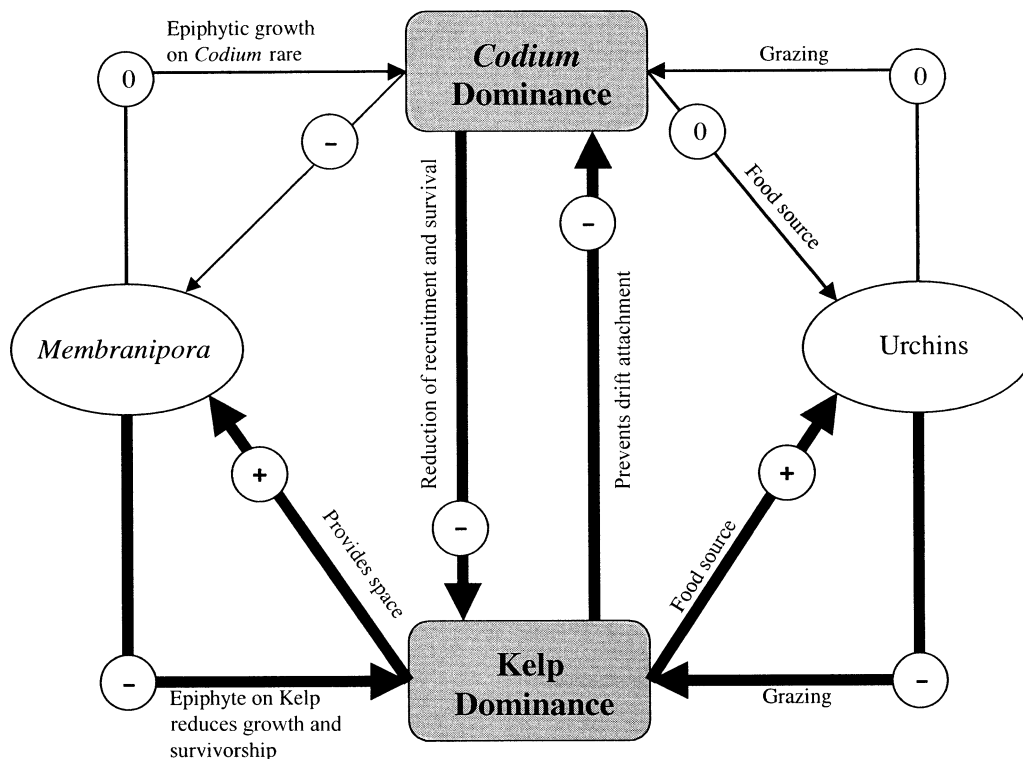 Epiphytic growth
on Codium rare
0
Codium
Dominance
Grazing
0
–
0
Food source
–
Reduction of recruitment and survival
Prevents drift attachment
Membranipora
Urchins
+
+
Provides space
–
Food source
Kelp
Dominance
–
Epiphyte on Kelp
reduces growth and
survivorship
Grazing
–